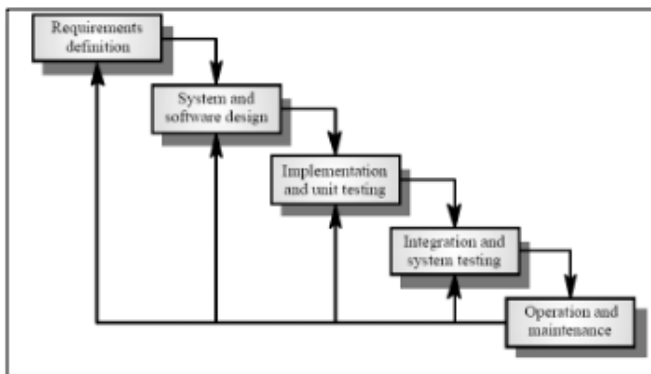 Requirements
definition
System and
software design
Implementation
and unit testing
Integration and
system testing
Operation and
maintenance